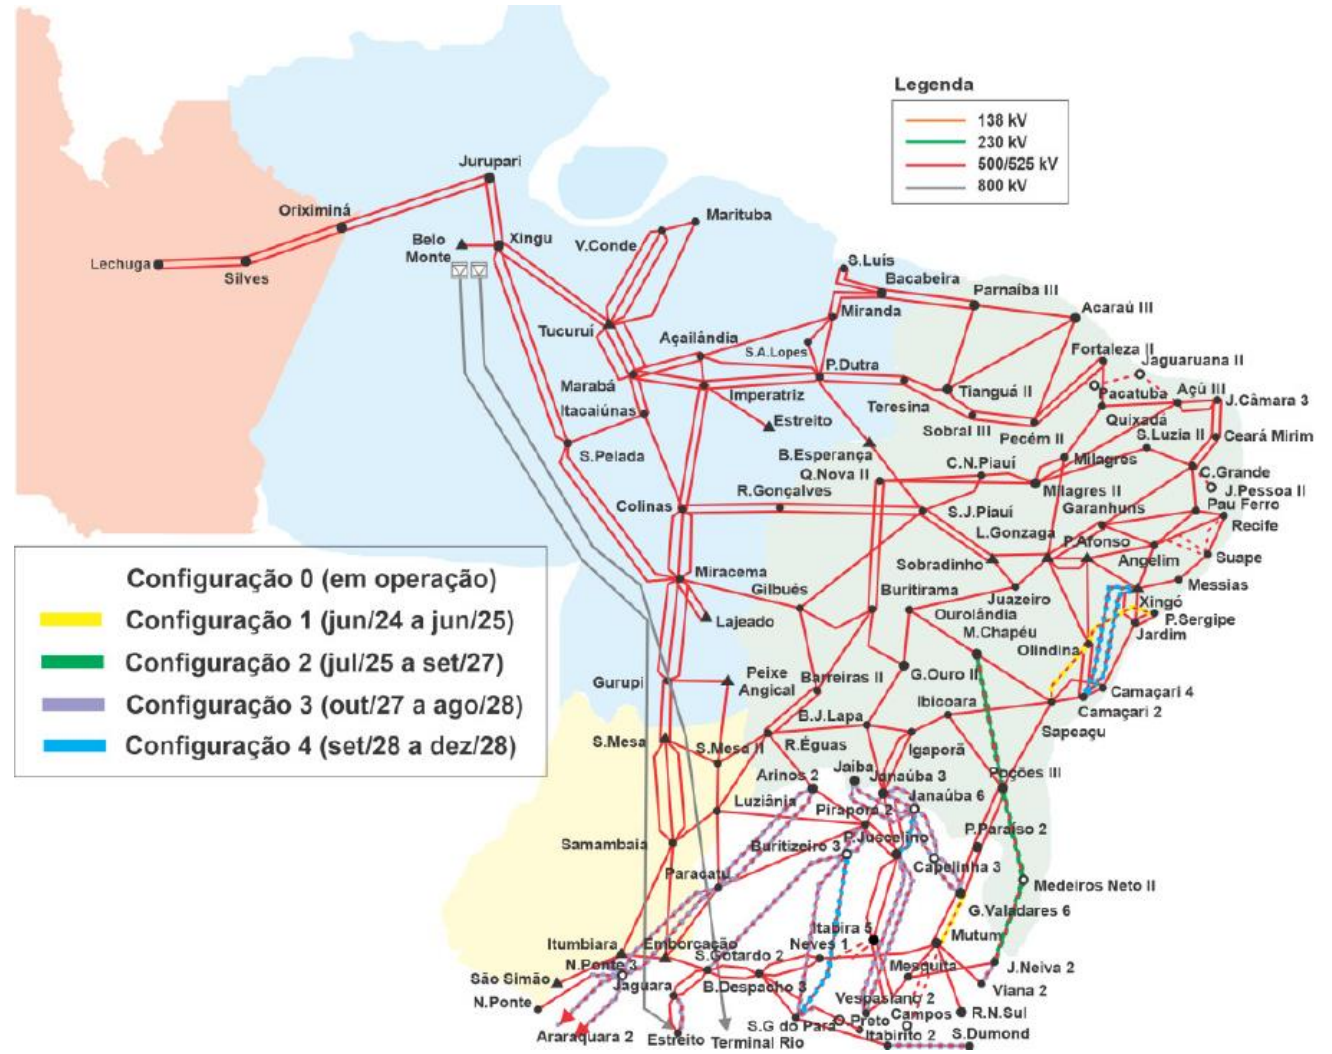 Legenda
138 kV
230 kV
500/525 kV
800 kV
Jurupari
Oriximiná
Lechuga
Silves
Belo
Monte
Xingu
V.Conde
Marituba
S.Luís
Bacabeira
Parnaíba III
Miranda
Acaraú III
Tucuruí
Açailândia
S.A.Lopes
P.Dutra
Fortaleza II
Jaguaruana II
Marabá
Imperatriz
Teresina
Tianguá II
Pacatuba
Açú III
J.Câmara 3
Itacaiúnas
Estreito
Sobral III
Pecém II
Quixadá
S.Luzia II
Ceará Mirim
S.Pelada
B.Esperança
Q.Nova II
C.N.Piauí
Milagres
C.Grande
Colinas
R.Gonçalves
S.J.Piauí
Milagres II
J.Pessoa II
Garanhuns
Pau Ferro
Recife
L.Gonzaga
P.Afonso
Angelim
Suape
Sobradinho
Messias
Miracema
Gilbués
Buritirama
Juazeiro
Xingó
P.Sergipe
Lajeado
Ourolândia
M.Chapéu
Jardim
Olindina
Configuração 0 (em operação)
Configuração 1 (jun/24 a jun/25)
Configuração 2 (jul/25 a set/27)
Configuração 3 (out/27 a ago/28)
Configuração 4 (set/28 a dez/28)
Gurupi
Peixe
Angical
Barreiras II
G.Ouro II
Ibicoara
Camaçari 4
Camaçari 2
Sapeaçu
B.J.Lapa
S.Mesa
S.Mesa II
R.Éguas
Igaporã
Jaíba
Janaúba 3
Poções III
Arinos 2
Janaúba 6
Luziânia
Pirapora 2
P.Paraíso 2
Samambaia
Buritizeiro 3
P.Juscelino
Capelinha 3
Paracatu
Medeiros Neto II
G.Valadares 6
Itabira 5
Mutum
Itumbiara
Emborcação
Neves 1
N.Ponte 3
S.Gotardo 2
Mesquita
J.Neiva 2
São Simão
Jaguara
B.Despacho 3
Viana 2
N.Ponte
Vespasiano 2
Campos
R.N.Sul
S.G do Pará
O.Preto
Itabirito 2
S.Dumond
Araraquara 2
Estreito
Terminal Rio